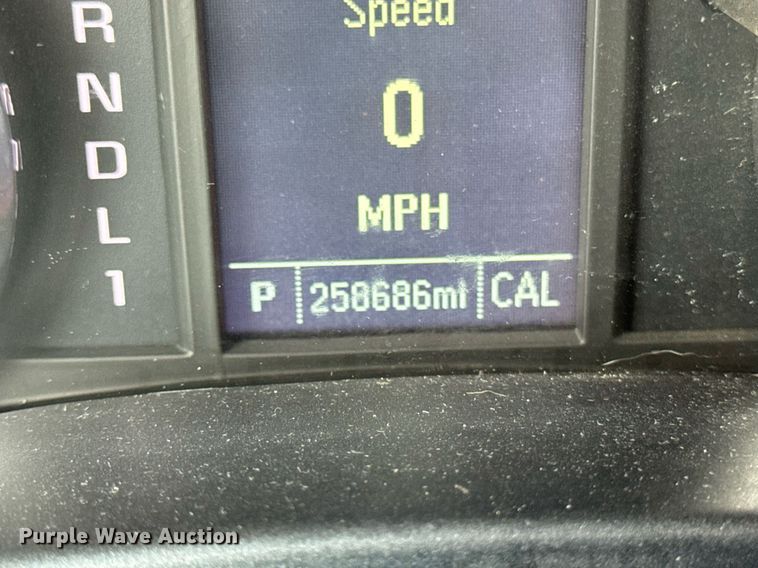 R
N
D
L
1
Speed
0
MPH
P 258686mi CAL
Purple Wave Auction